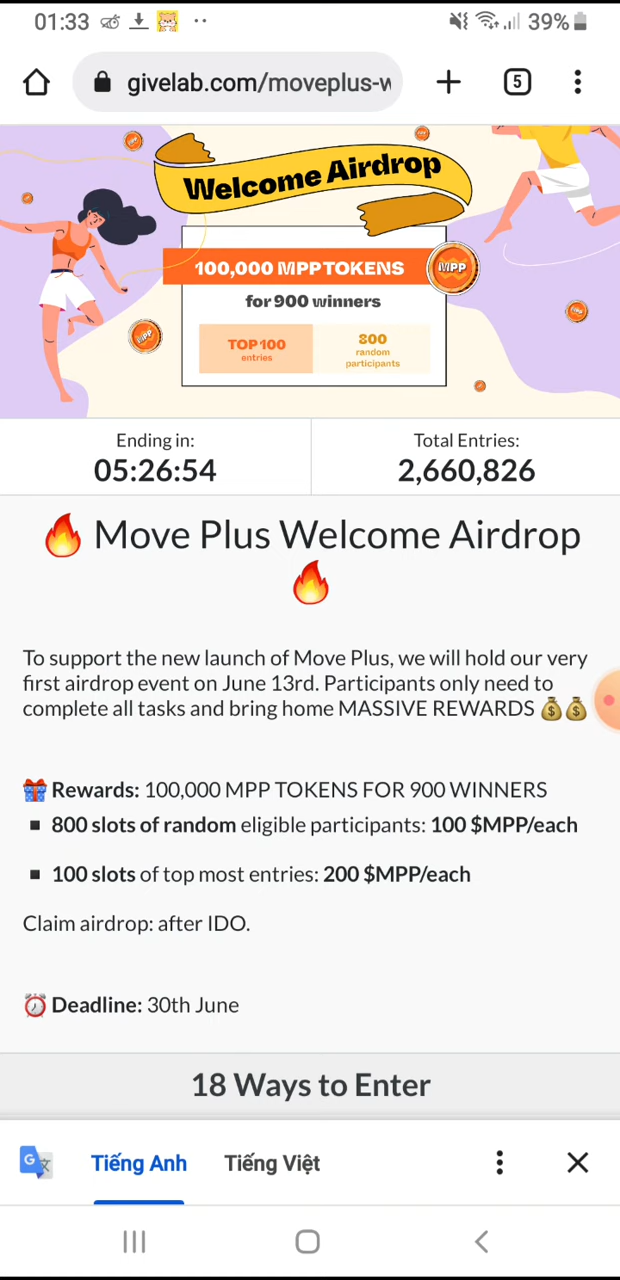 01:33
39%
givelab.com/moveplus-w
5
Welcome Airdrop
100,000 MPP TOKENS
MPP
for 900 winners
TOP 100
entries
800
random
participants
MPP
Ending in:
05:26:54
Total Entries:
2,660,826
🔥 Move Plus Welcome Airdrop
🔥
To support the new launch of Move Plus, we will hold our very
first airdrop event on June 13rd. Participants only need to
complete all tasks and bring home MASSIVE REWARDS 💰💰
🎁 Rewards: 100,000 MPP TOKENS FOR 900 WINNERS
▪ 800 slots of random eligible participants: 100 $MPP/each
▪ 100 slots of top most entries: 200 $MPP/each
Claim airdrop: after IDO.
⏰ Deadline: 30th June
18 Ways to Enter
Tiếng Anh
Tiếng Việt